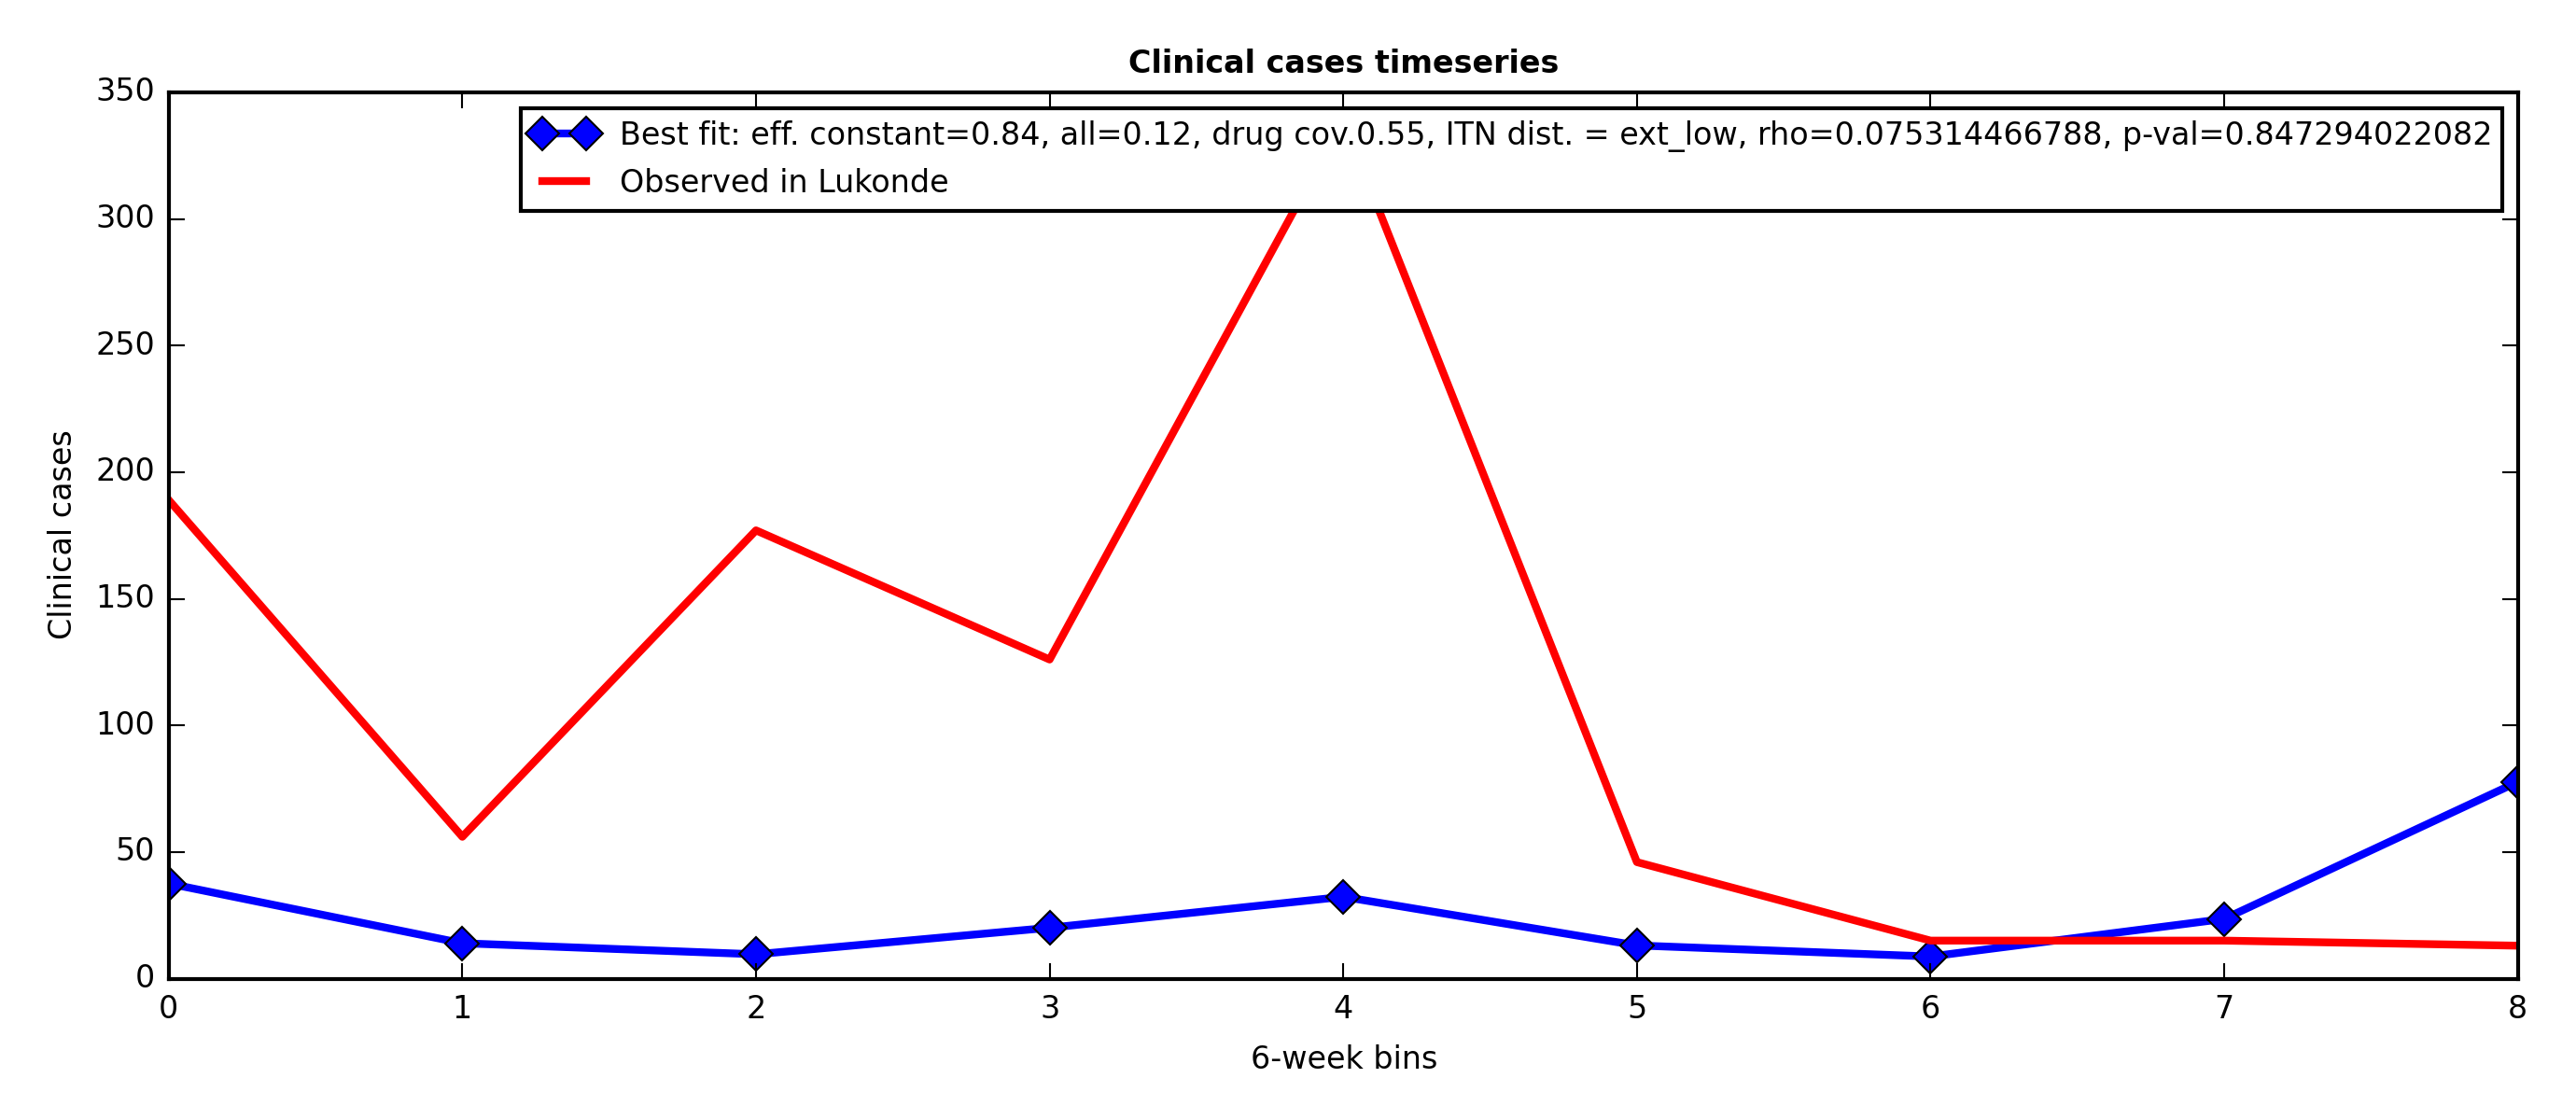 Clinical cases timeseries
350
300
250
200
150
100
50
0
Clinical cases
Best fit: eff. constant=0.84, all=0.12, drug cov.0.55, ITN dist. = ext_low, rho=0.075314466788, p-val=0.847294022082
Observed in Lukonde
0 1 2 3 4 5 6 7 8
6-week bins